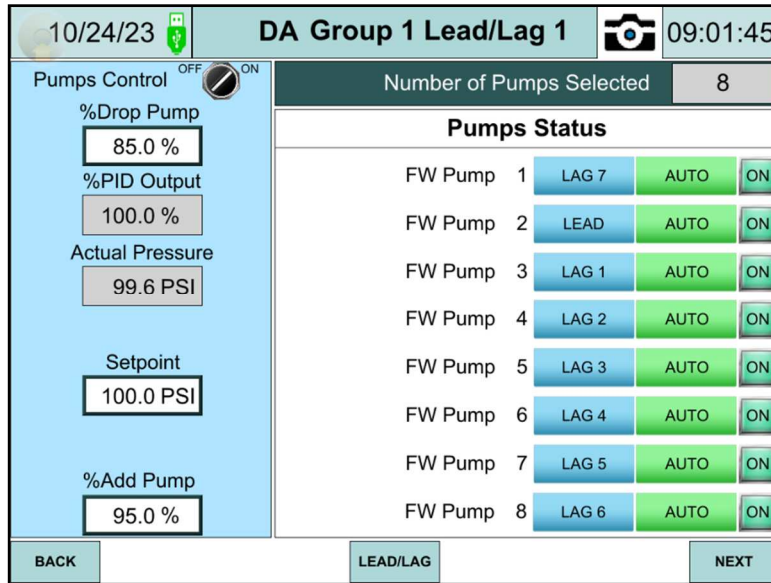 10/24/23
DA Group 1 Lead/Lag 1
09:01:45
Pumps Control OFF ON
%Drop Pump
85.0 %
%PID Output
100.0 %
Actual Pressure
99.6 PSI
Setpoint
100.0 PSI
%Add Pump
95.0 %
Number of Pumps Selected 8
Pumps Status
FW Pump 1 LAG 7 AUTO ON
FW Pump 2 LEAD AUTO ON
FW Pump 3 LAG 1 AUTO ON
FW Pump 4 LAG 2 AUTO ON
FW Pump 5 LAG 3 AUTO ON
FW Pump 6 LAG 4 AUTO ON
FW Pump 7 LAG 5 AUTO ON
FW Pump 8 LAG 6 AUTO ON
BACK LEAD/LAG NEXT